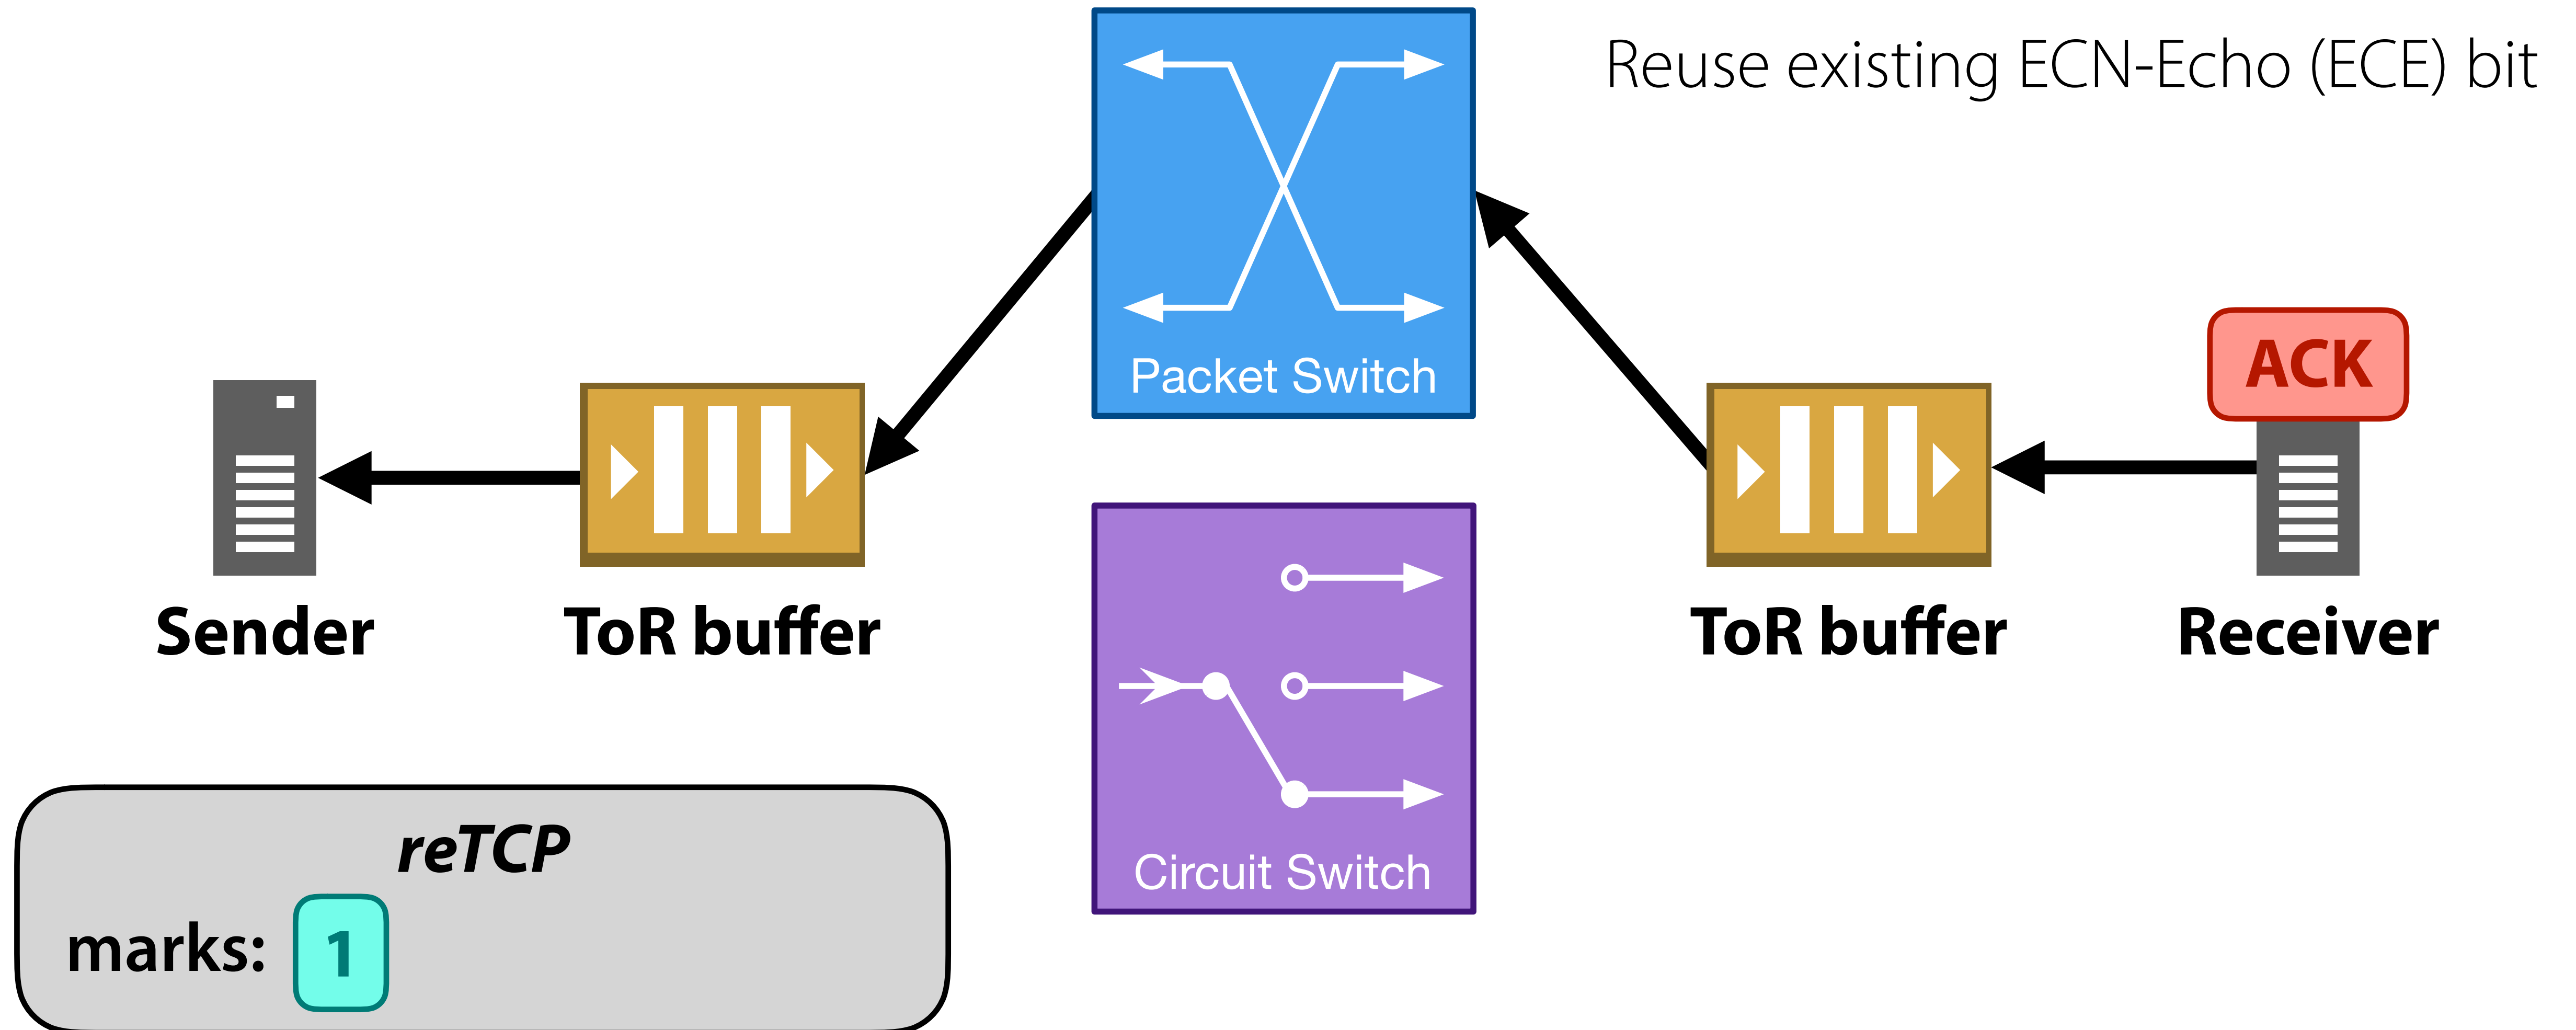 Reuse existing ECN-Echo (ECE) bit
Packet Switch
ACK
Sender
ToR buffer
ToR buffer
Receiver
Circuit Switch
reTCP
marks: 1